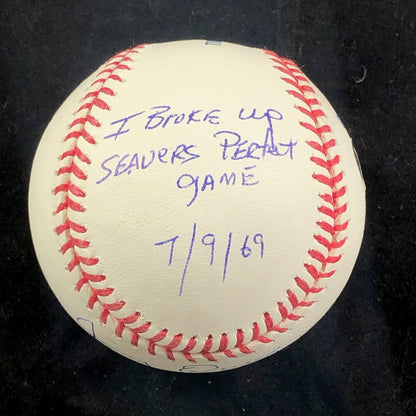 I Broke up
SEAVERS Perfect
gAME
7/9/69